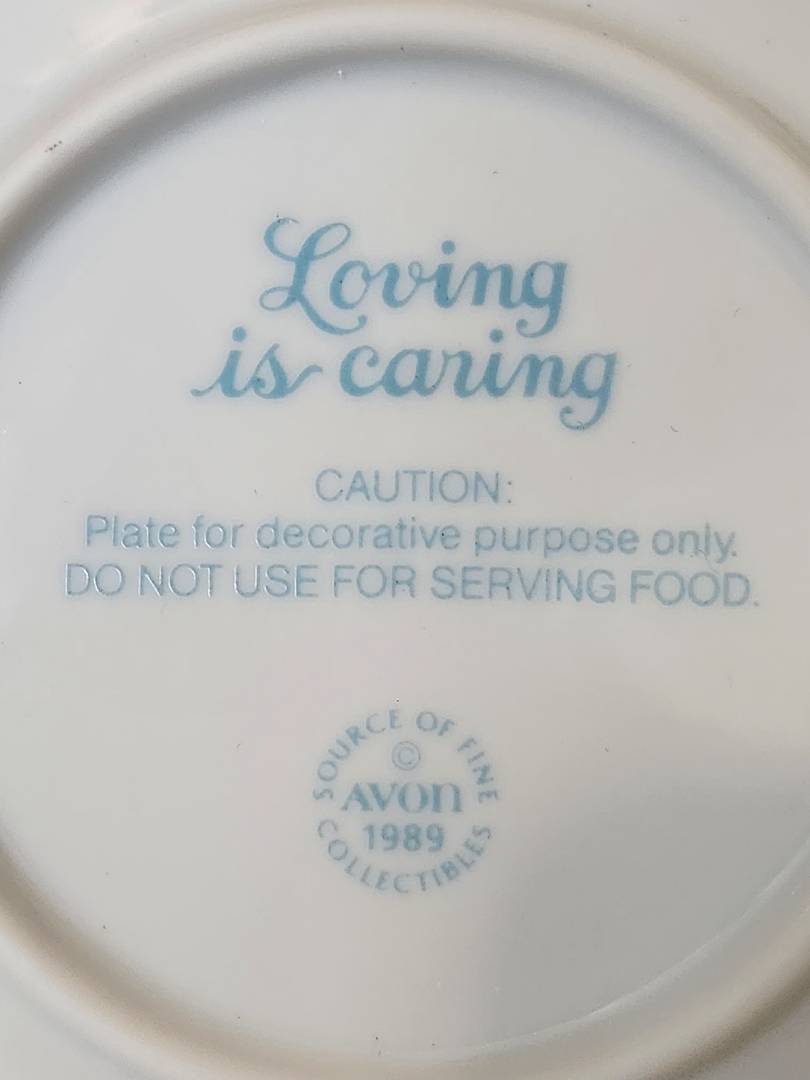 Loving
is caring
CAUTION:
Plate for decorative purpose only.
DO NOT USE FOR SERVING FOOD.
SOURCE OF FINE
©
AVON
1989
COLLECTIBLES